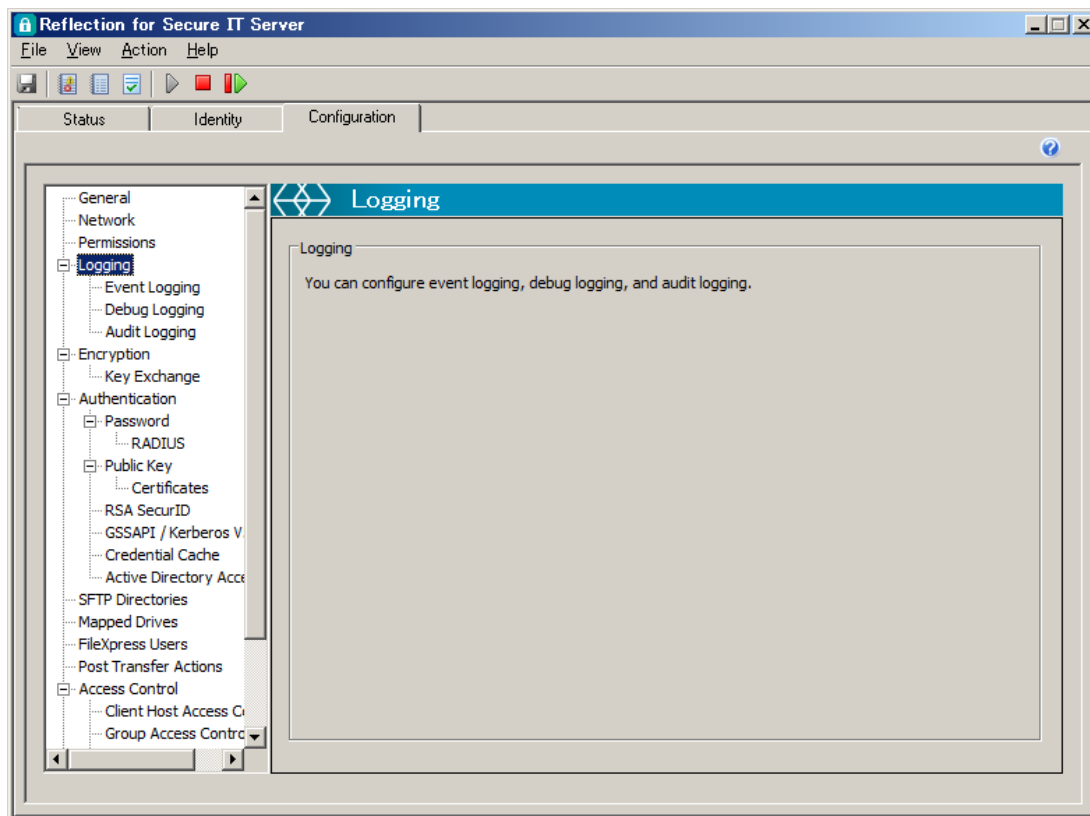 Reflection for Secure IT Server
File View Action Help
Status Identity Configuration
General
Network
Permissions
Logging
Event Logging
Debug Logging
Audit Logging
Encryption
Key Exchange
Authentication
Password
RADIUS
Public Key
Certificates
RSA SecurID
GSSAPI / Kerberos V
Credential Cache
Active Directory Acce
SFTP Directories
Mapped Drives
FileXpress Users
Post Transfer Actions
Access Control
Client Host Access Co
Group Access Contro
Logging
Logging
You can configure event logging, debug logging, and audit logging.